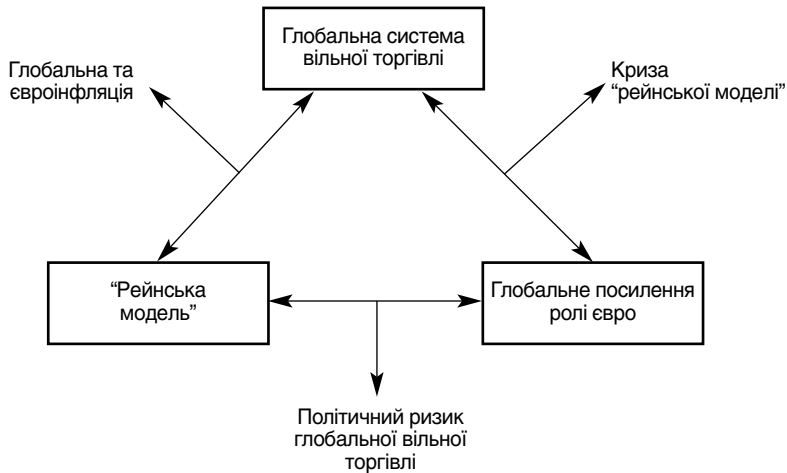 Глобальна система
вільної торгівлі
Глобальна та
євроінфляція
Криза
“рейнської моделі”
“Рейнська
модель”
Глобальне посилення
ролі євро
Політичний ризик
глобальної вільної
торгівлі